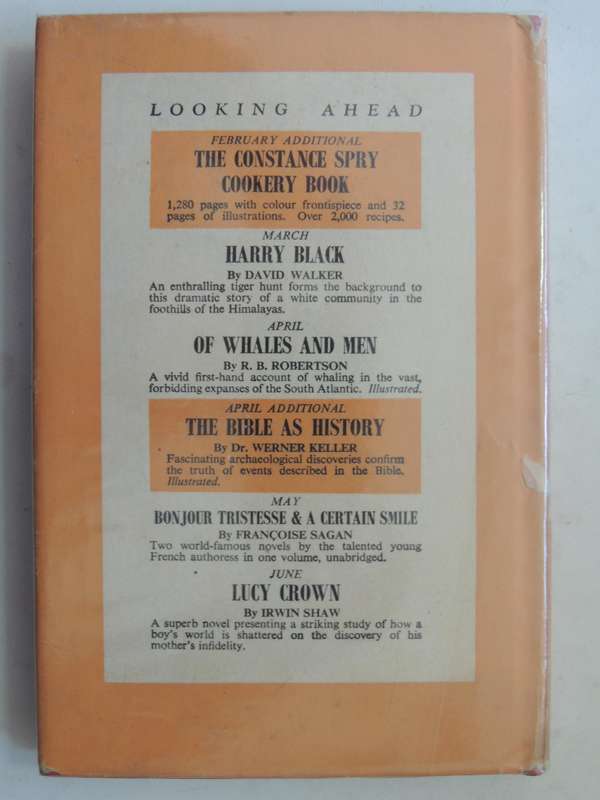 LOOKING AHEAD
FEBRUARY ADDITIONAL
THE CONSTANCE SPRY
COOKERY BOOK
1,280 pages with colour frontispiece and 32
pages of illustrations. Over 2,000 recipes.
MARCH
HARRY BLACK
By DAVID WALKER
An enthralling tiger hunt forms the background to
this dramatic story of a white community in the
foothills of the Himalayas.
APRIL
OF WHALES AND MEN
By R. B. ROBERTSON
A vivid first-hand account of whaling in the vast,
forbidding expanses of the South Atlantic. Illustrated.
APRIL ADDITIONAL
THE BIBLE AS HISTORY
By Dr. WERNER KELLER
Fascinating archaeological discoveries confirm
the truth of events described in the Bible.
Illustrated.
MAY
BONJOUR TRISTESSE & A CERTAIN SMILE
By FRANÇOISE SAGAN
Two world-famous novels by the talented young
French authoress in one volume, unabridged.
JUNE
LUCY CROWN
By IRWIN SHAW
A superb novel presenting a striking study of how a
boy's world is shattered on the discovery of his
mother's infidelity.